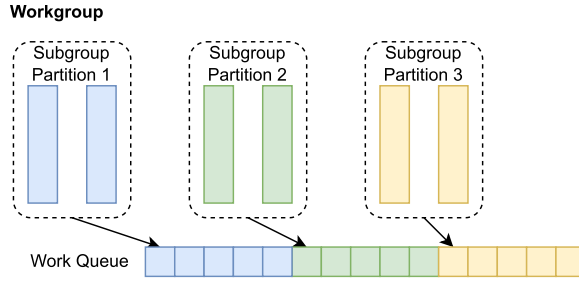 Workgroup
Subgroup
Partition 1
Subgroup
Partition 2
Subgroup
Partition 3
Work Queue